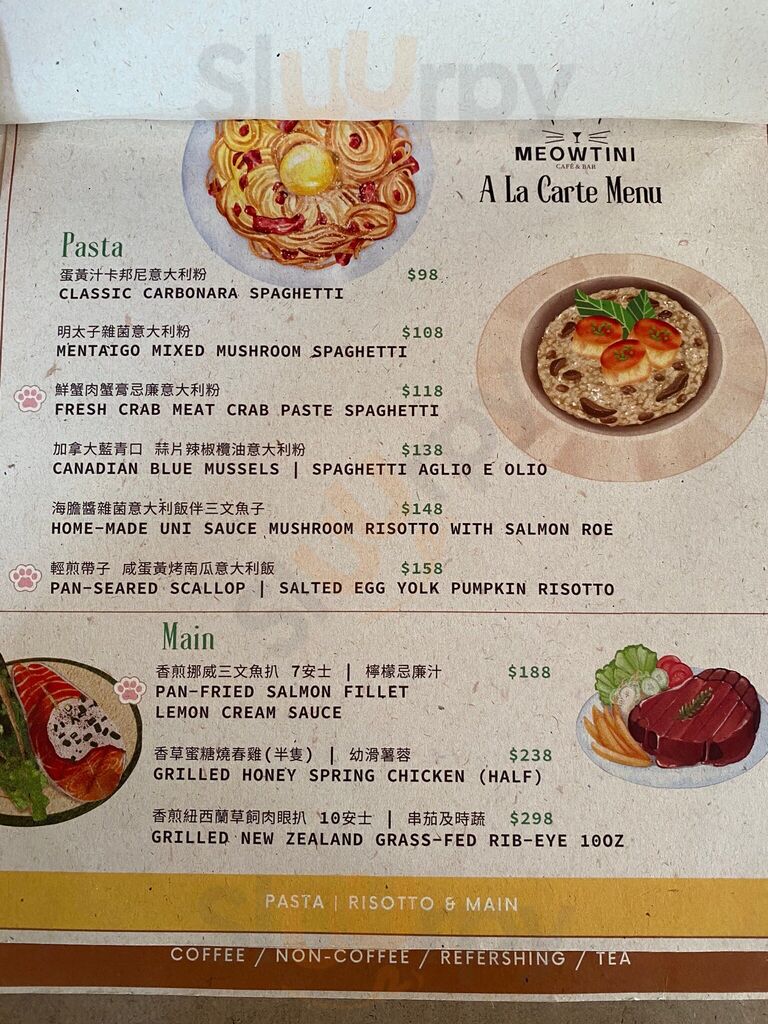 Sluurpy
MEOWTINI
CAFÉ & BAR
A La Carte Menu
Pasta
蛋黃汁卡邦尼意大利粉 $98
CLASSIC CARBONARA SPAGHETTI
明太子雜菌意大利粉 $108
MENTAIGO MIXED MUSHROOM SPAGHETTI
鮮蟹肉蟹膏忌廉意大利粉 $118
FRESH CRAB MEAT CRAB PASTE SPAGHETTI
加拿大藍青口 蒜片辣椒欖油意大利粉 $138
CANADIAN BLUE MUSSELS | SPAGHETTI AGLIO E OLIO
海膽醬雜菌意大利飯伴三文魚子 $148
HOME-MADE UNI SAUCE MUSHROOM RISOTTO WITH SALMON ROE
輕煎帶子 咸蛋黃烤南瓜意大利飯 $158
PAN-SEARED SCALLOP | SALTED EGG YOLK PUMPKIN RISOTTO
Main
香煎挪威三文魚扒 7安士 | 檸檬忌廉汁 $188
PAN-FRIED SALMON FILLET
LEMON CREAM SAUCE
香草蜜糖燒春雞(半隻) | 幼滑薯蓉 $238
GRILLED HONEY SPRING CHICKEN (HALF)
香煎紐西蘭草飼肉眼扒 10安士 | 串茄及時蔬 $298
GRILLED NEW ZEALAND GRASS-FED RIB-EYE 10OZ
PASTA | RISOTTO & MAIN
COFFEE / NON-COFFEE / REFERSHING / TEA